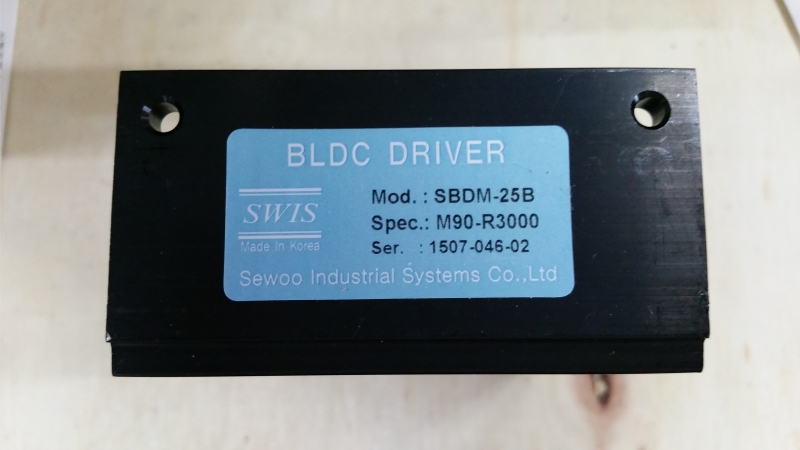 BLDC DRIVER
SWIS
Made In Korea
Mod. : SBDM-25B
Spec.: M90-R3000
Ser. : 1507-046-02
Sewoo Industrial Systems Co.,Ltd